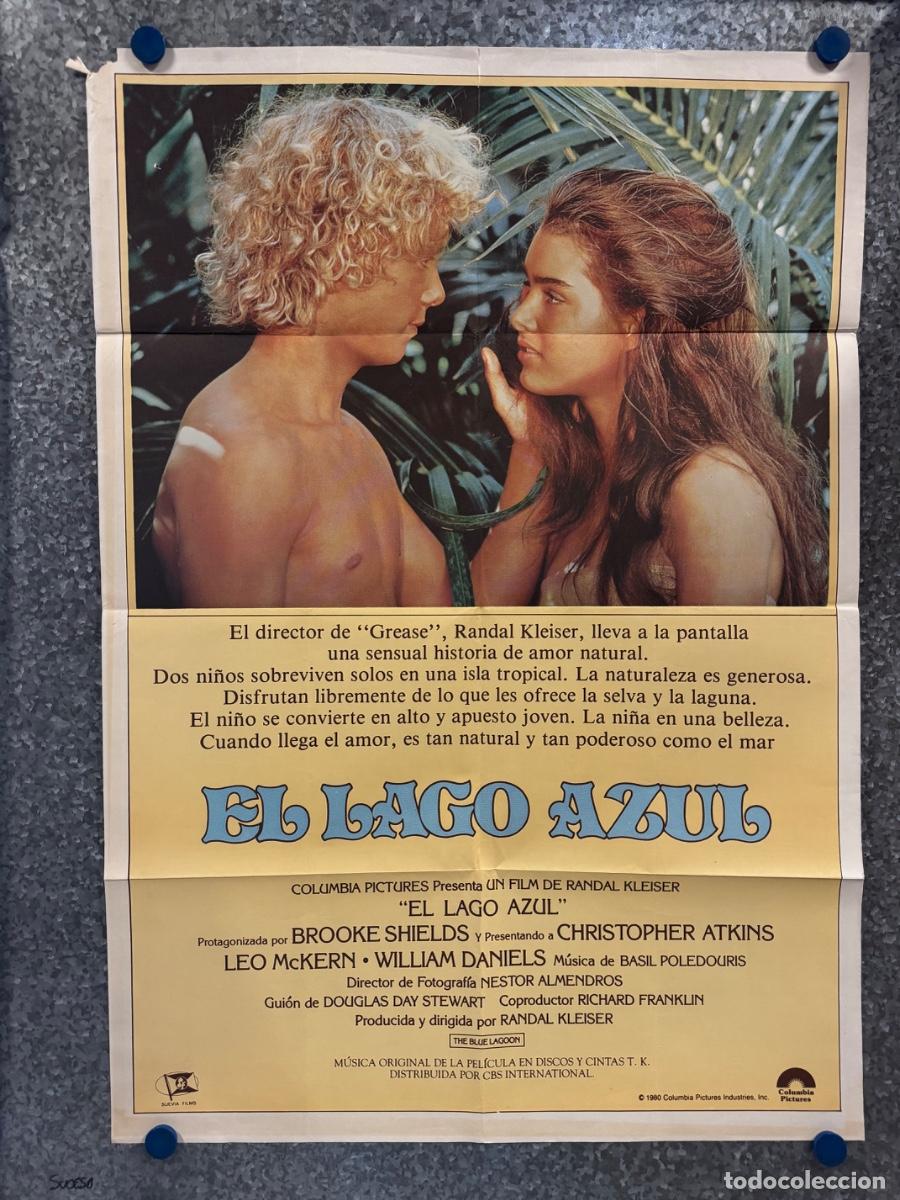 El director de “Grease”, Randal Kleiser, lleva a la pantalla
una sensual historia de amor natural.
Dos niños sobreviven solos en una isla tropical. La naturaleza es generosa.
Disfrutan libremente de lo que les ofrece la selva y la laguna.
El niño se convierte en alto y apuesto joven. La niña en una belleza.
Cuando llega el amor, es tan natural y tan poderoso como el mar
EL LAGO AZUL
COLUMBIA PICTURES Presenta UN FILM DE RANDAL KLEISER
“EL LAGO AZUL”
Protagonizada por BROOKE SHIELDS Y Presentando a CHRISTOPHER ATKINS
LEO McKERN • WILLIAM DANIELS Música de BASIL POLEDOURIS
Director de Fotografía NESTOR ALMENDROS
Guión de DOUGLAS DAY STEWART Coproductor RICHARD FRANKLIN
Producida y dirigida por RANDAL KLEISER
THE BLUE LAGOON
MÚSICA ORIGINAL DE LA PELÍCULA EN DISCOS Y CINTAS T. K.
DISTRIBUIDA POR CBS INTERNATIONAL.
SUEVIA FILMS
© 1980 Columbia Pictures Industries, Inc.
Columbia
Pictures
todocoleccion